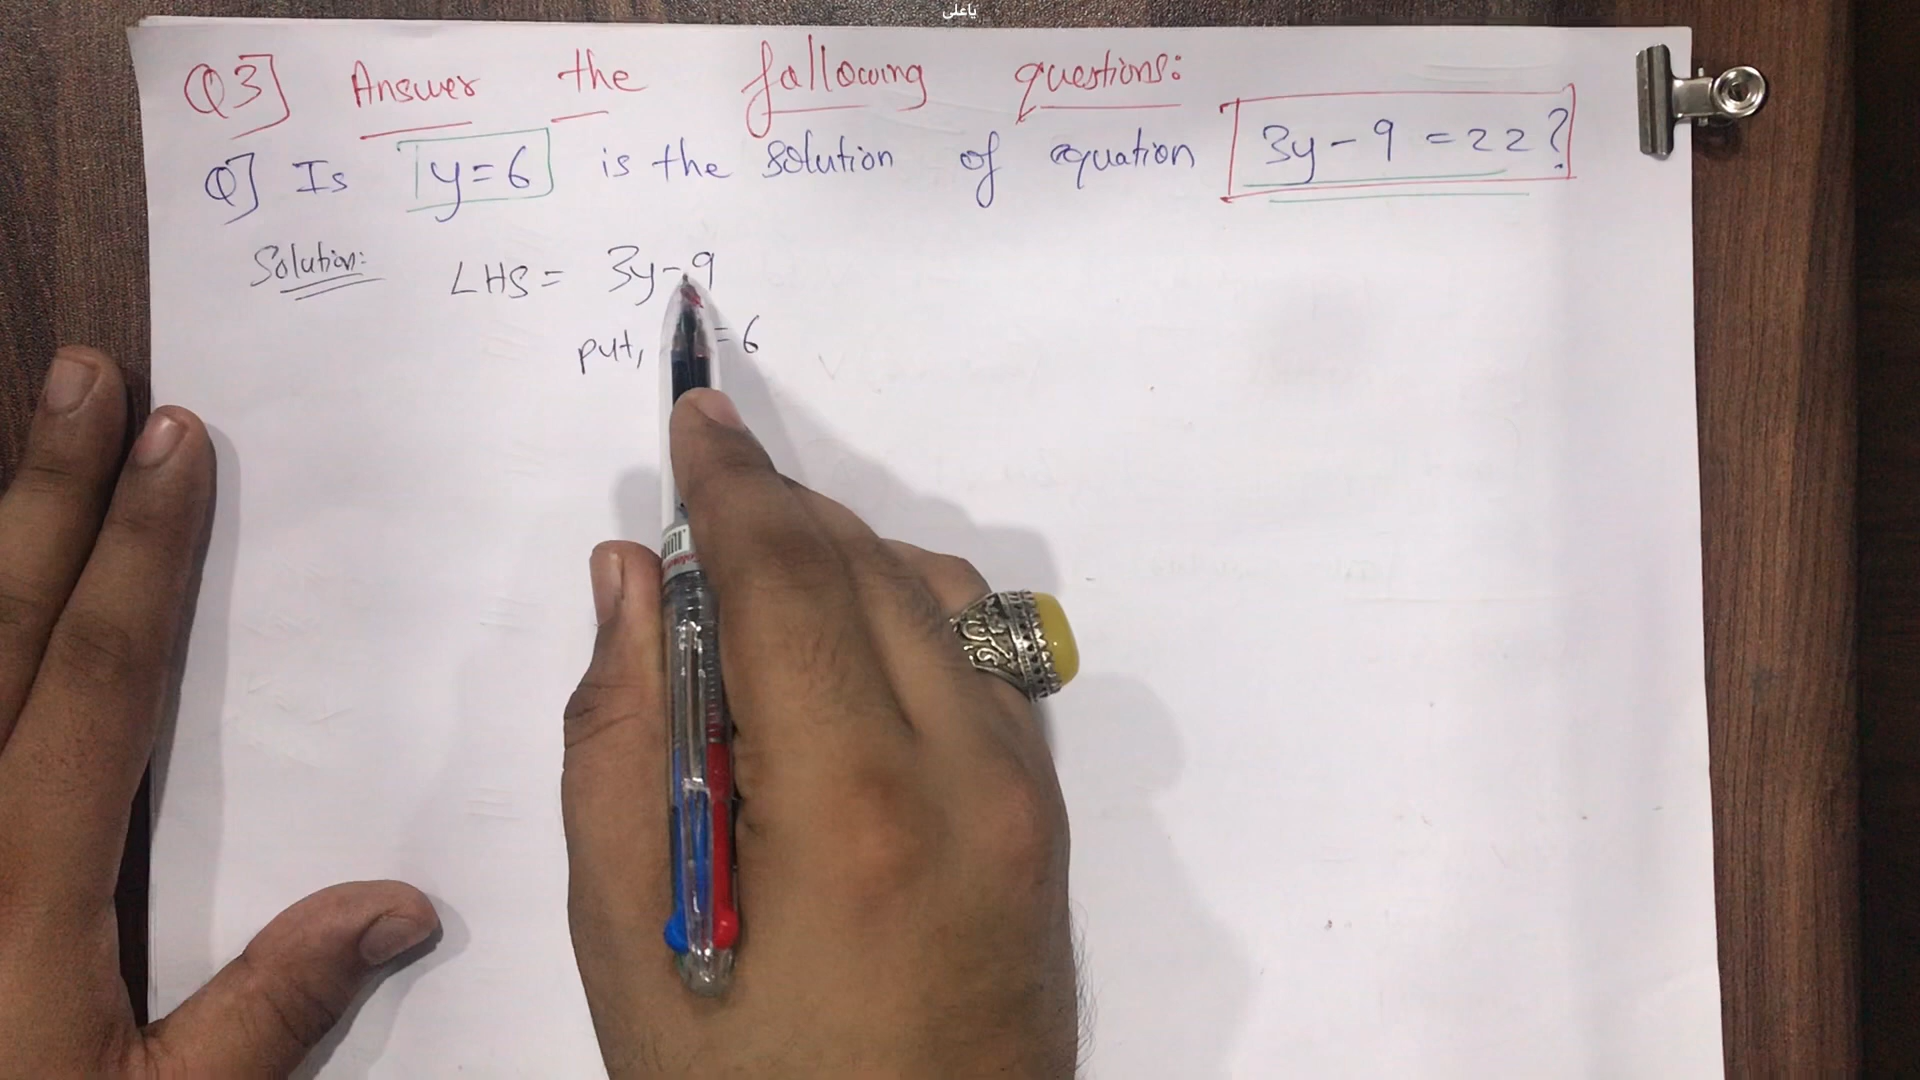 ياعلى
Q3] Answer the following questions:
Q] Is y=6 is the solution of equation 3y-9=22?
Solution: LHS= 3y-9
put, =6